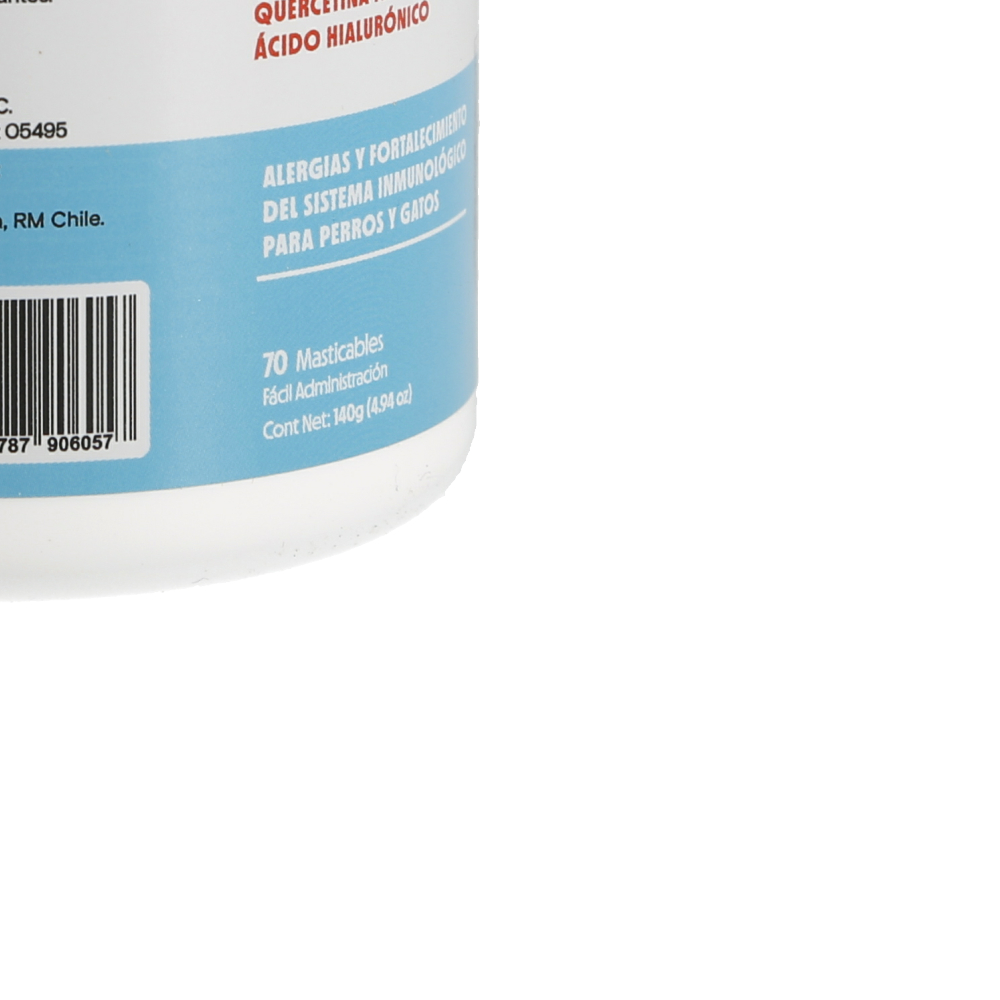 QUERCETINA
ÁCIDO HIALURÓNICO
C.
05495
RM Chile.
ALERGIAS Y FORTALECIMIENTO
DEL SISTEMA INMUNOLÓGICO
PARA PERROS Y GATOS
70 Masticables
Fácil Administración
Cont Net: 140g (4.94 oz)
787 906057